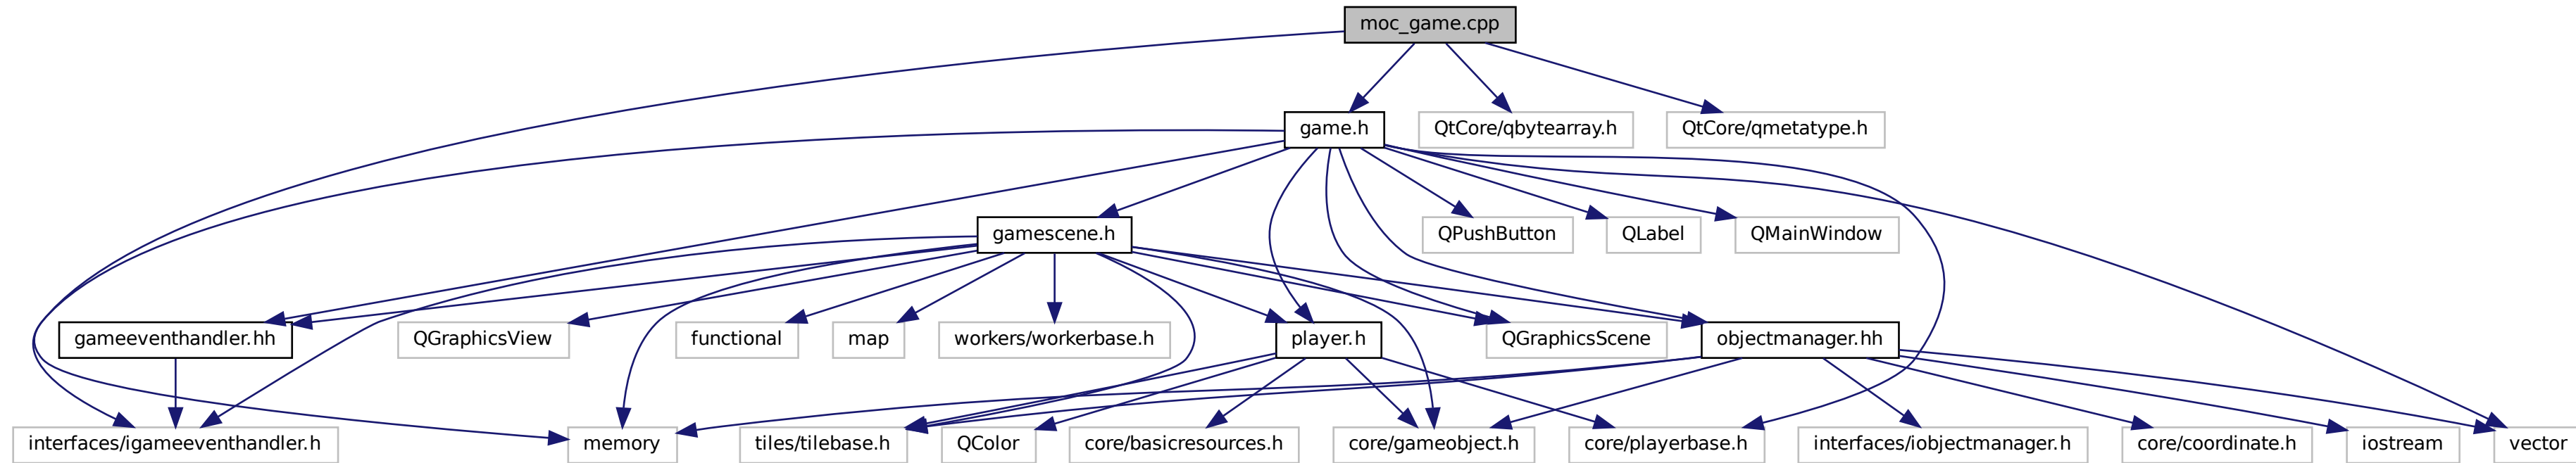 moc_game.cpp
game.h
QtCore/qbytearray.h
QtCore/qmetatype.h
gamescene.h
QPushButton
QLabel
QMainWindow
gameeventhandler.hh
QGraphicsView
functional
map
workers/workerbase.h
player.h
QGraphicsScene
objectmanager.hh
interfaces/igameeventhandler.h
memory
tiles/tilebase.h
QColor
core/basicresources.h
core/gameobject.h
core/playerbase.h
interfaces/iobjectmanager.h
core/coordinate.h
iostream
vector